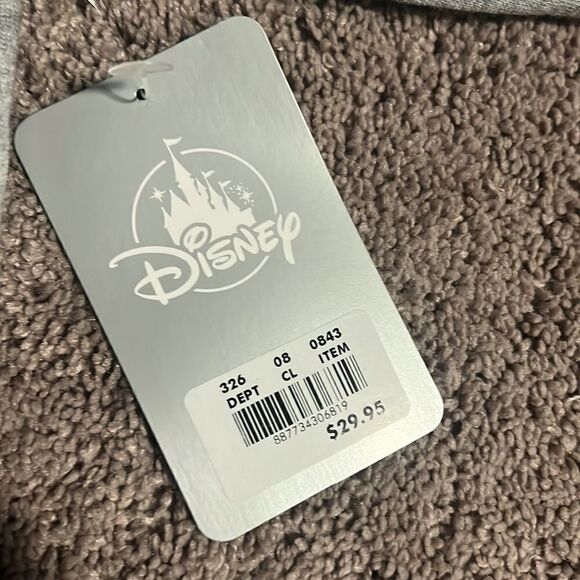 Disney
326 08 0843
DEPT CL ITEM
887734306819
$29.95